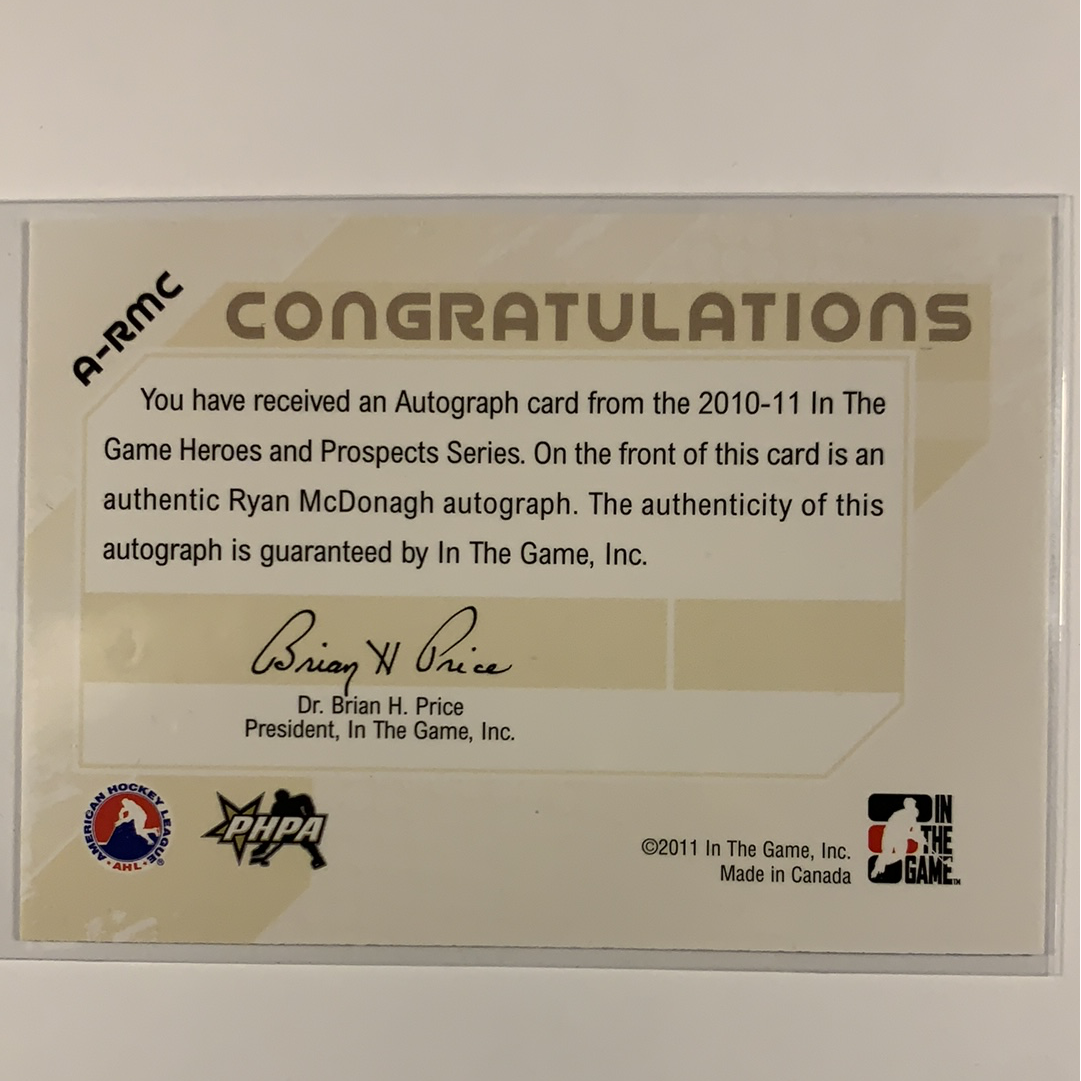 A-RMC
CONGRATULATIONS
You have received an Autograph card from the 2010-11 In The
Game Heroes and Prospects Series. On the front of this card is an
authentic Ryan McDonagh autograph. The authenticity of this
autograph is guaranteed by In The Game, Inc.
Brian H Price
Dr. Brian H. Price
President, In The Game, Inc.
AMERICAN HOCKEY LEAGUE
• AHL • ®
PHPA
©2011 In The Game, Inc.
Made in Canada
IN
THE
GAME™